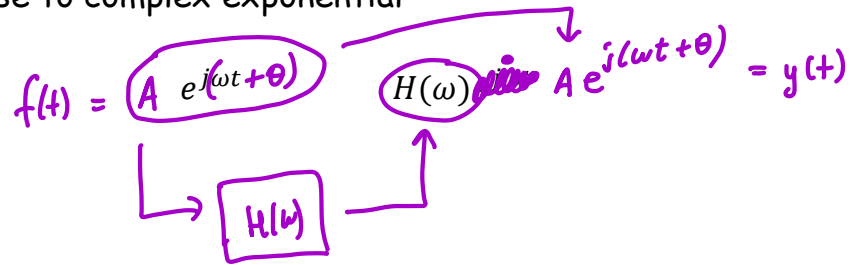 se to complex exponential
f(t) = A e^{j(ωt+θ)} H(ω) A e^{j(ωt+θ)} = y(t)
H(ω)